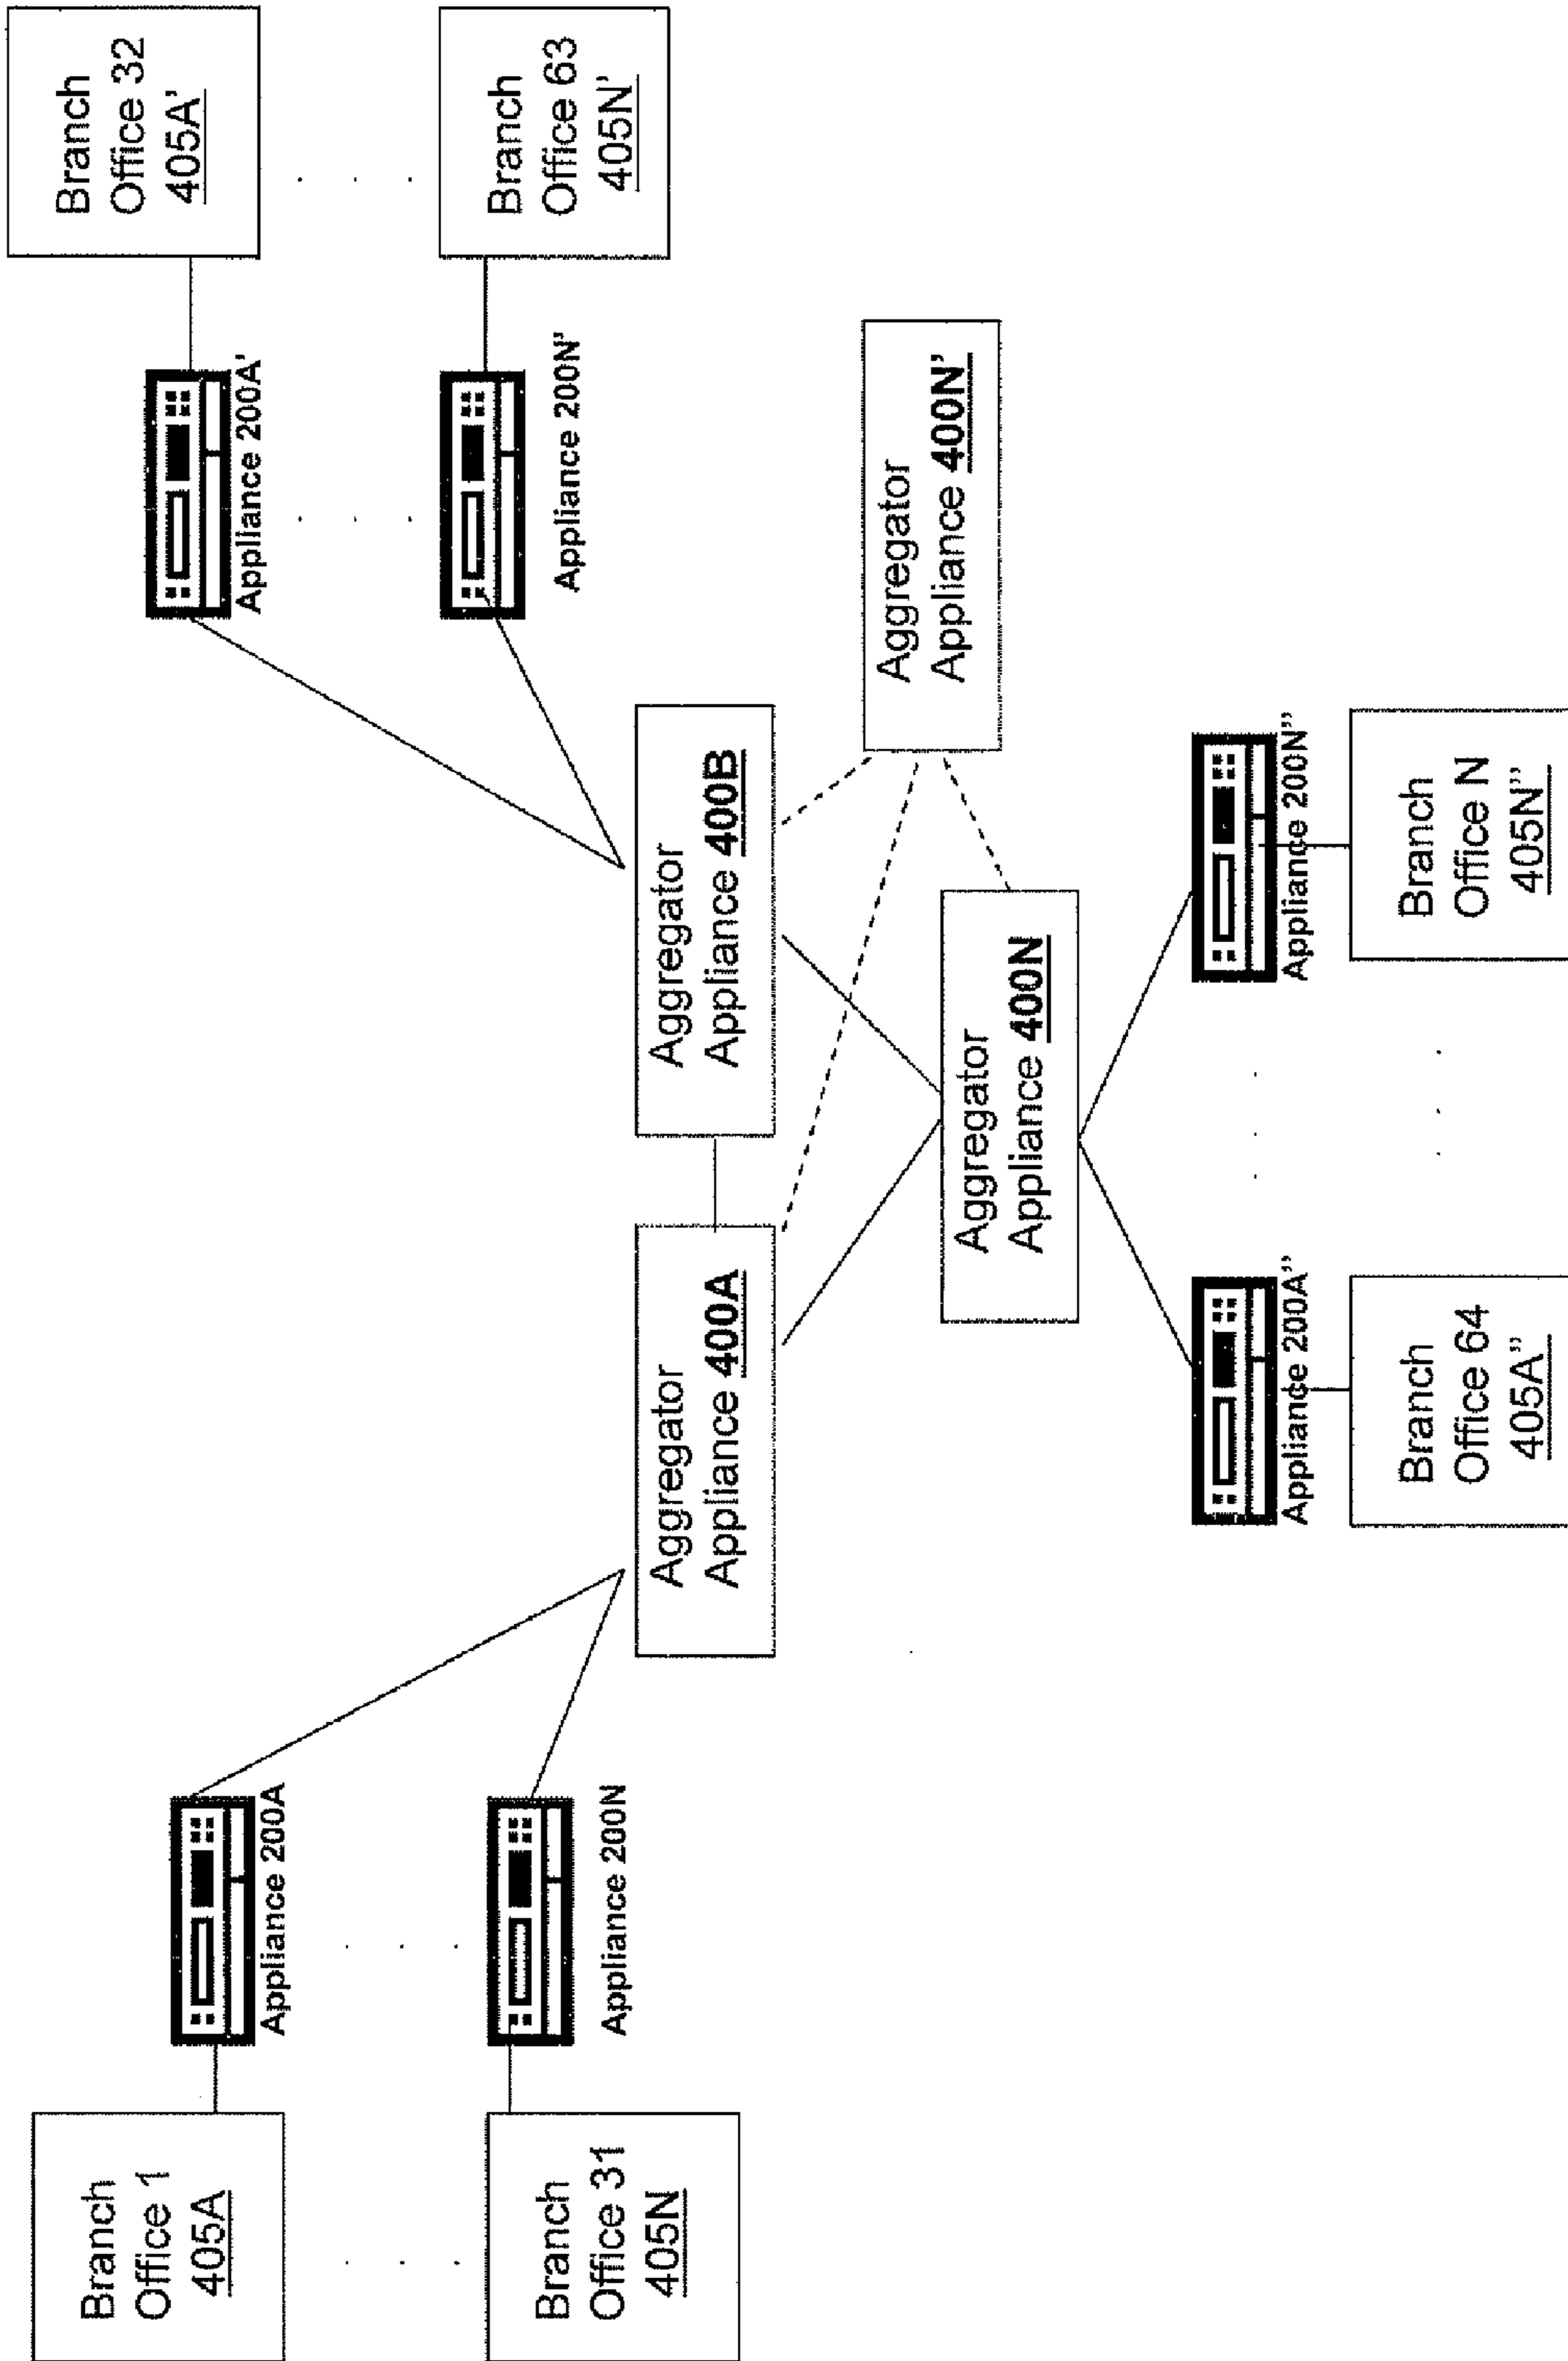 Branch
Office 1
405A
Appliance 200A
Branch
Office 31
405N
Appliance 200N
Aggregator
Appliance 400A
Aggregator
Appliance 400B
Appliance 200A'
Branch
Office 32
405A'
Appliance 200N'
Branch
Office 63
405N'
Aggregator
Appliance 400N'
Aggregator
Appliance 400N
Appliance 200A”
Branch
Office 64
405A”
Appliance 200N”
Branch
Office N
405N”